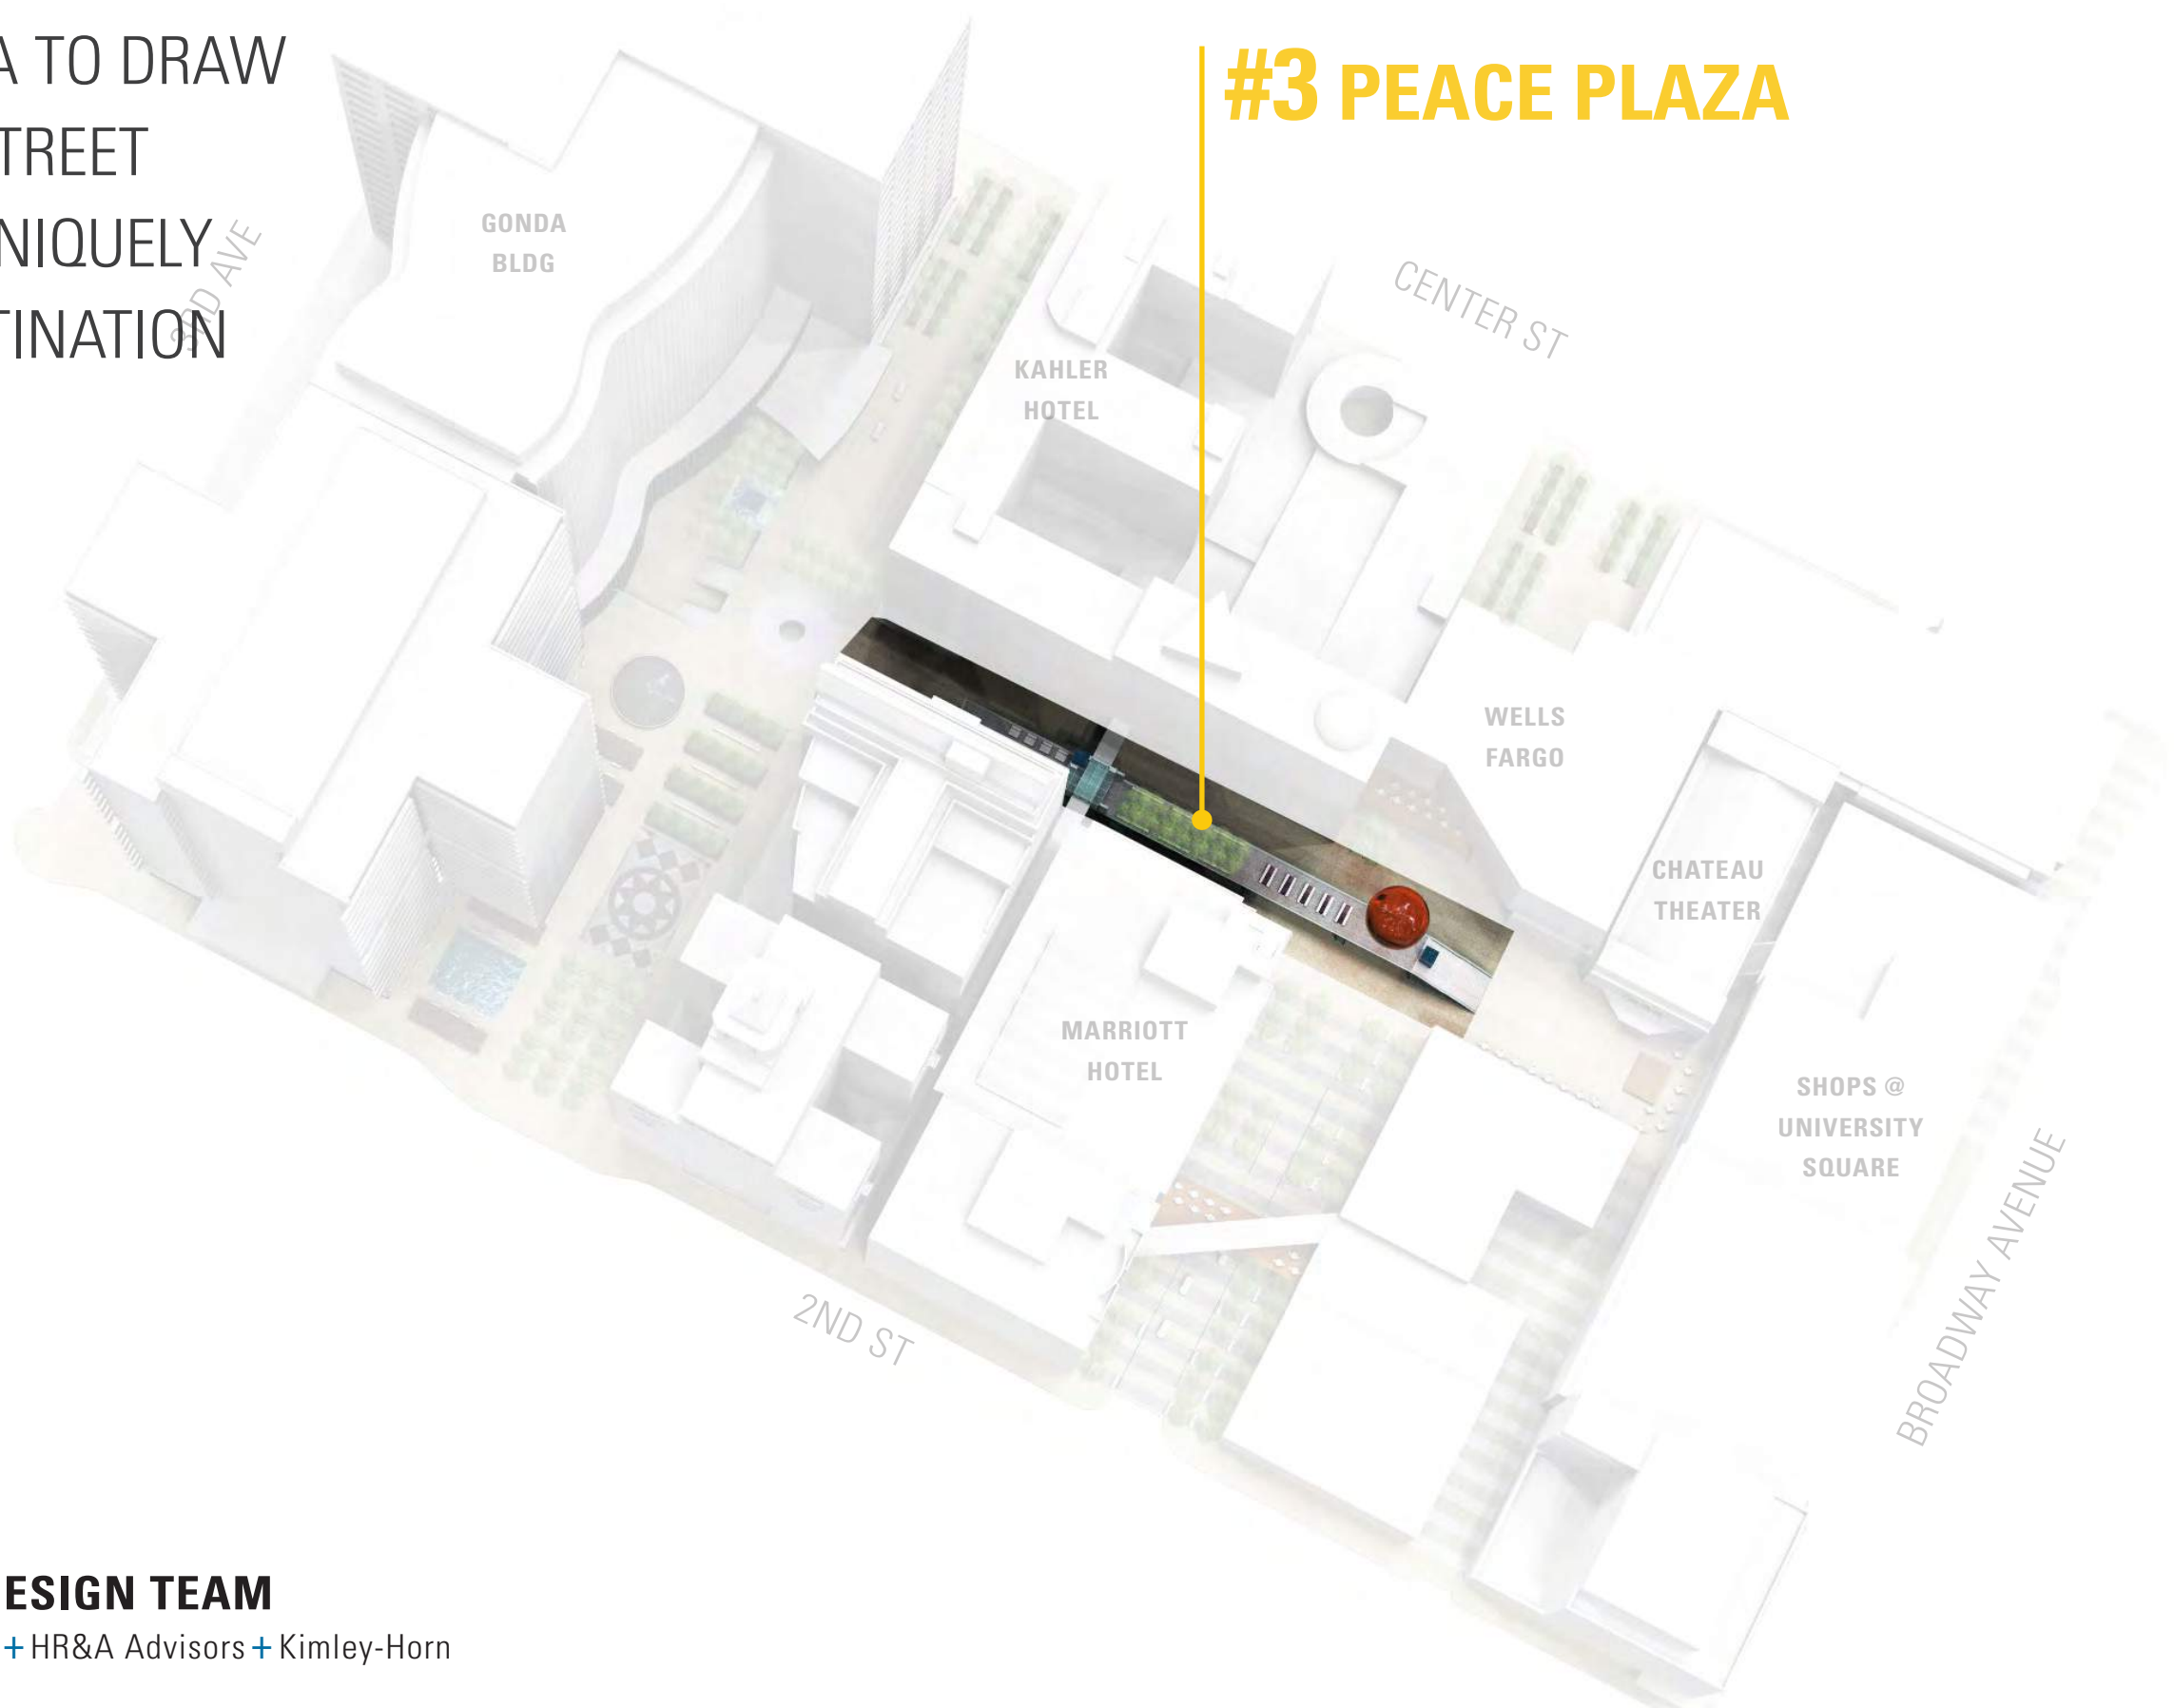 A TO DRAW
TREET
NIQUELY
TINATION
#3 PEACE PLAZA
3RD AVE
GONDA
BLDG
CENTER ST
KAHLER
HOTEL
WELLS
FARGO
CHATEAU
THEATER
MARRIOTT
HOTEL
SHOPS @
UNIVERSITY
SQUARE
BROADWAY AVENUE
2ND ST
ESIGN TEAM
+ HR&A Advisors + Kimley-Horn